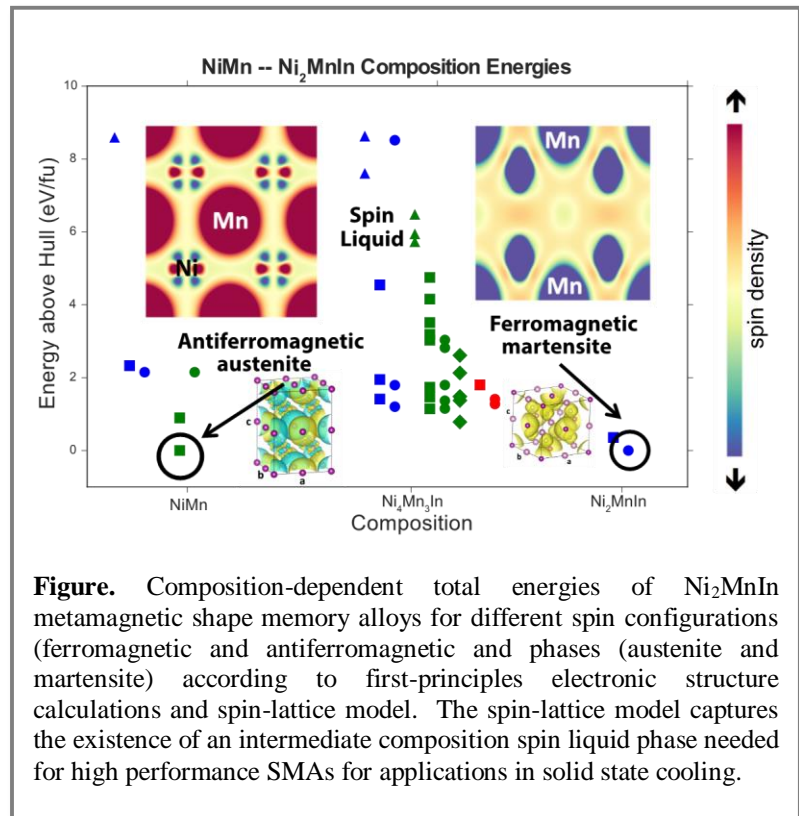 NiMn -- Ni₂MnIn Composition Energies
10
8
6
4
2
0
Energy above Hull (eV/fu)
Mn
Ni
Mn
Mn
Spin
Liquid
Antiferromagnetic
austenite
Ferromagnetic
martensite
c
b
a
c
b
a
NiMn
Ni₄Mn₃In
Ni₂MnIn
Composition
spin density
Figure. Composition-dependent total energies of Ni₂MnIn
metamagnetic shape memory alloys for different spin configurations
(ferromagnetic and antiferromagnetic and phases (austenite and
martensite) according to first-principles electronic structure
calculations and spin-lattice model. The spin-lattice model captures
the existence of an intermediate composition spin liquid phase needed
for high performance SMAs for applications in solid state cooling.